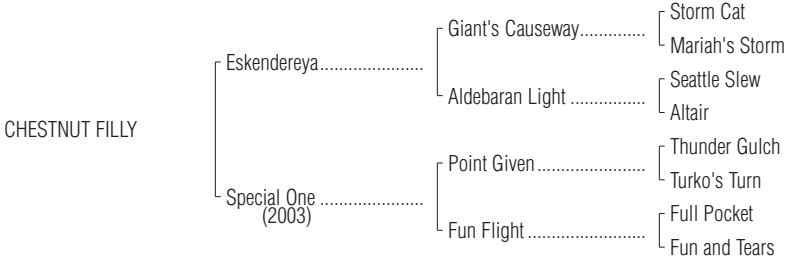 Storm Cat
Giant's Causeway..............
Mariah's Storm
Eskendereya......................
Seattle Slew
Aldebaran Light ................
Altair
CHESTNUT FILLY
Thunder Gulch
Point Given.......................
Turko's Turn
Special One ......................
(2003)
Full Pocket
Fun Flight .........................
Fun and Tears